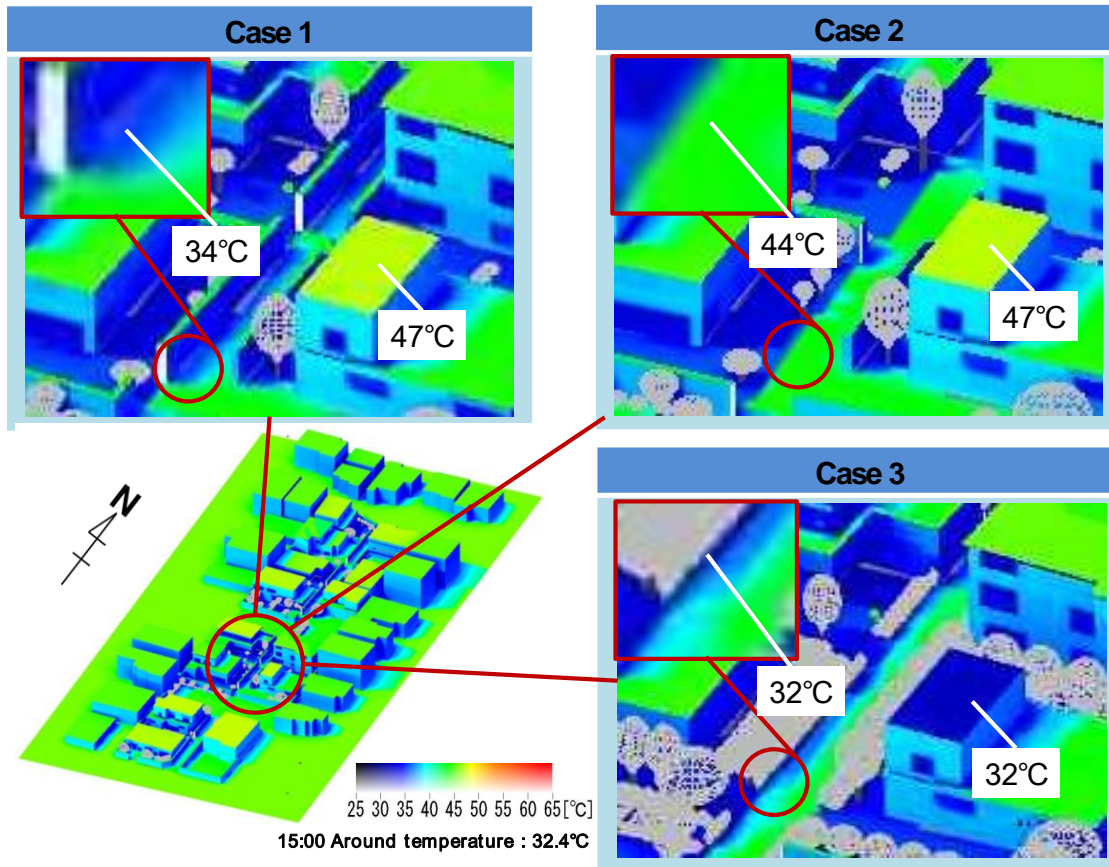 Case 1
34°C
47°C
Case 2
44°C
47°C
N
Case 3
32°C
32°C
25 30 35 40 45 50 55 60 65[°C]
15:00 Around temperature : 32.4°C